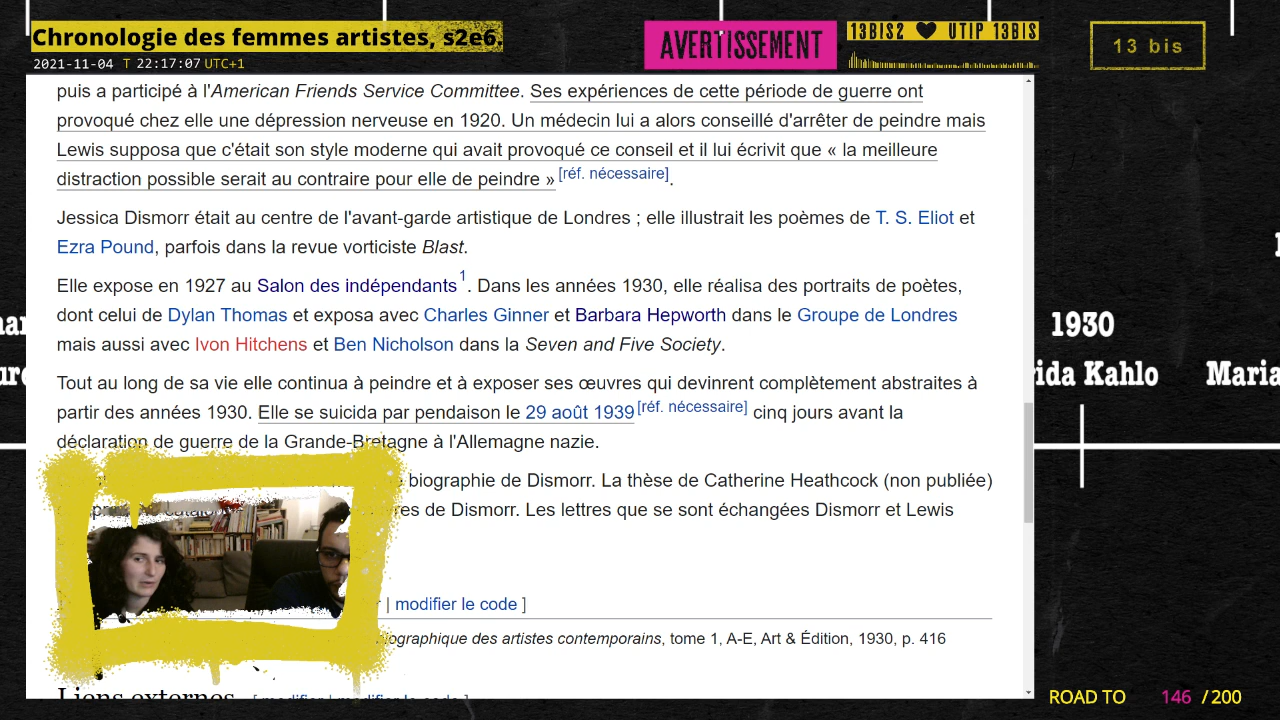 Chronologie des femmes artistes, s2e6.
2021-11-04 T 22:17:07 UTC+1
AVERTISSEMENT
13BIS2 ♥ UTIP 13BIS
13 bis
puis a participé à l'American Friends Service Committee. Ses expériences de cette période de guerre ont
provoqué chez elle une dépression nerveuse en 1920. Un médecin lui a alors conseillé d'arrêter de peindre mais
Lewis supposa que c'était son style moderne qui avait provoqué ce conseil et il lui écrivit que « la meilleure
distraction possible serait au contraire pour elle de peindre » [réf. nécessaire].
Jessica Dismorr était au centre de l'avant-garde artistique de Londres ; elle illustrait les poèmes de T. S. Eliot et
Ezra Pound, parfois dans la revue vorticiste Blast.
Elle expose en 1927 au Salon des indépendants1. Dans les années 1930, elle réalisa des portraits de poètes,
dont celui de Dylan Thomas et exposa avec Charles Ginner et Barbara Hepworth dans le Groupe de Londres
mais aussi avec Ivon Hitchens et Ben Nicholson dans la Seven and Five Society.
Tout au long de sa vie elle continua à peindre et à exposer ses œuvres qui devinrent complètement abstraites à
partir des années 1930. Elle se suicida par pendaison le 29 août 1939 [réf. nécessaire] cinq jours avant la
déclaration de guerre de la Grande-Bretagne à l'Allemagne nazie.
biographie de Dismorr. La thèse de Catherine Heathcock (non publiée)
de Dismorr. Les lettres que se sont échangées Dismorr et Lewis
| modifier le code ]
des artistes contemporains, tome 1, A-E, Art & Édition, 1930, p. 416
Liens externes [ modifier | modifier le code ]
1930
Kahlo
Maria
ROAD TO 146 / 200